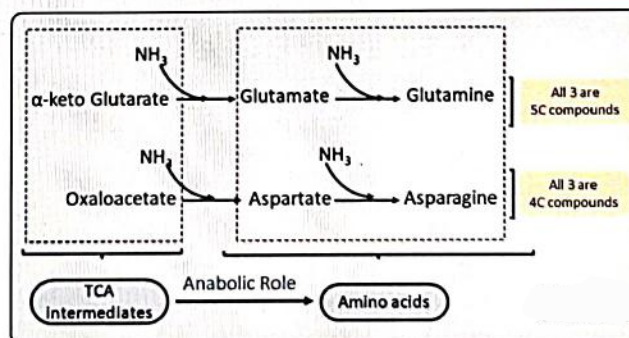 NH3 NH3
α-keto Glutarate Glutamate Glutamine
All 3 are
5C compounds
NH3 NH3
Oxaloacetate Aspartate Asparagine
All 3 are
4C compounds
TCA
Intermediates
Anabolic Role
Amino acids